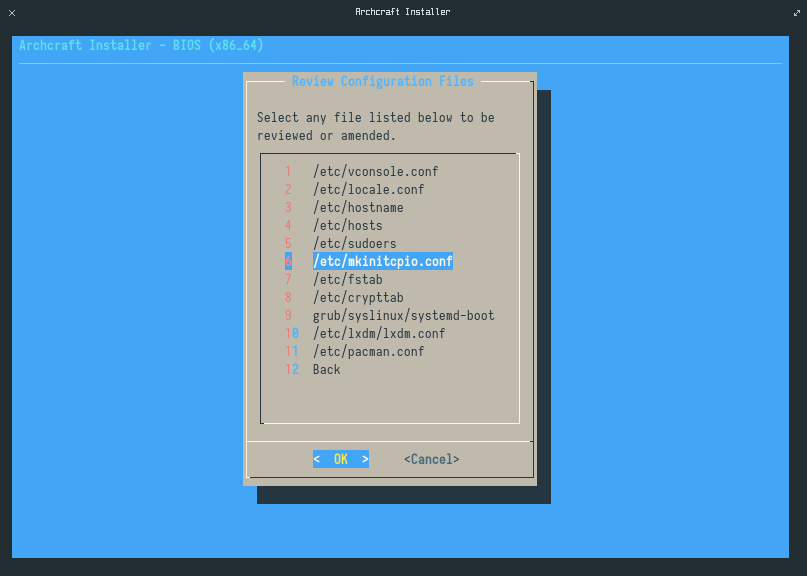 Archcraft Installer
Archcraft Installer - BIOS (x86_64)
Review Configuration Files
Select any file listed below to be
reviewed or amended.
1 /etc/vconsole.conf
2 /etc/locale.conf
3 /etc/hostname
4 /etc/hosts
5 /etc/sudoers
6 /etc/mkinitcpio.conf
7 /etc/fstab
8 /etc/crypttab
9 grub/syslinux/systemd-boot
10 /etc/lxdm/lxdm.conf
11 /etc/pacman.conf
12 Back
< OK > <Cancel>